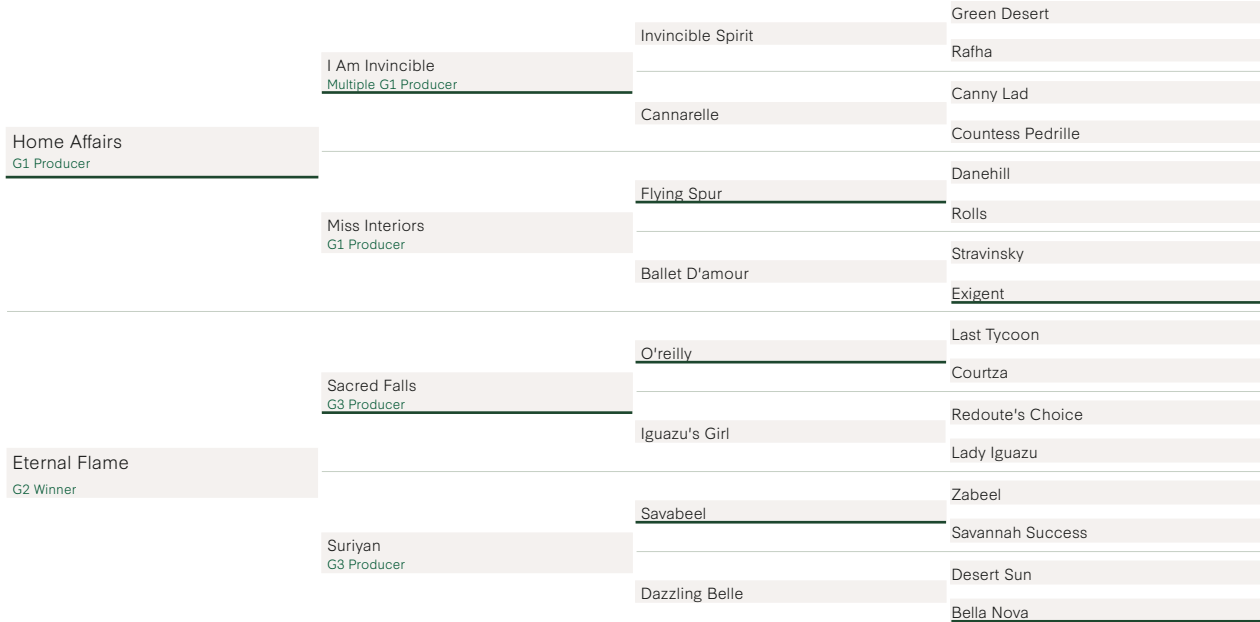 Home Affairs
G1 Producer
Eternal Flame
G2 Winner
I Am Invincible
Multiple G1 Producer
Miss Interiors
G1 Producer
Sacred Falls
G3 Producer
Suriyan
G3 Producer
Invincible Spirit
Cannarelle
Flying Spur
Ballet D'amour
O'reilly
Iguazu's Girl
Savabeel
Dazzling Belle
Green Desert
Rafha
Canny Lad
Countess Pedrille
Danehill
Rolls
Stravinsky
Exigent
Last Tycoon
Courtza
Redoute's Choice
Lady Iguazu
Zabeel
Savannah Success
Desert Sun
Bella Nova